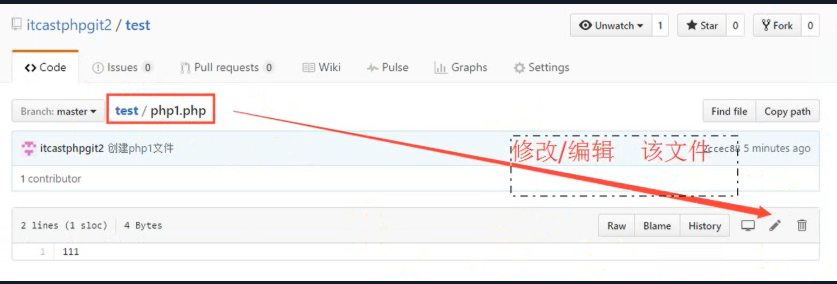 itcastphpgit2 / test
Unwatch 1 Star 0 Fork 0
Code Issues 0 Pull requests 0 Wiki Pulse Graphs Settings
Branch: master test / php1.php Find file Copy path
itcastphpgit2 创建php1文件 修改/编辑 该文件 5 minutes ago
1 contributor
2 lines (1 sloc) 4 Bytes Raw Blame History
1 111